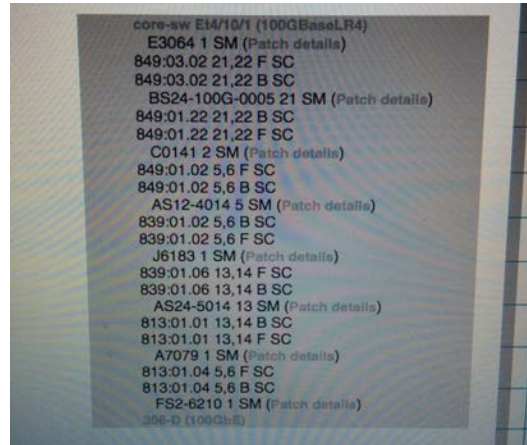 core-sw Et4/10/1 (100GBaseLR4)
E3064 1 SM (Patch details)
849:03.02 21,22 F SC
849:03.02 21,22 B SC
BS24-100G-0005 21 SM (Patch details)
849:01.22 21,22 B SC
849:01.22 21,22 F SC
C0141 2 SM (Patch details)
849:01.02 5,6 F SC
849:01.02 5,6 B SC
AS12-4014 5 SM (Patch details)
839:01.02 5,6 B SC
839:01.02 5,6 F SC
J6183 1 SM (Patch details)
839:01.06 13,14 F SC
839:01.06 13,14 B SC
AS24-5014 13 SM (Patch details)
813:01.01 13,14 B SC
813:01.01 13,14 F SC
A7079 1 SM (Patch details)
813:01.04 5,6 F SC
813:01.04 5,6 B SC
FS2-6210 1 SM (Patch details)
306-D (100GbE)